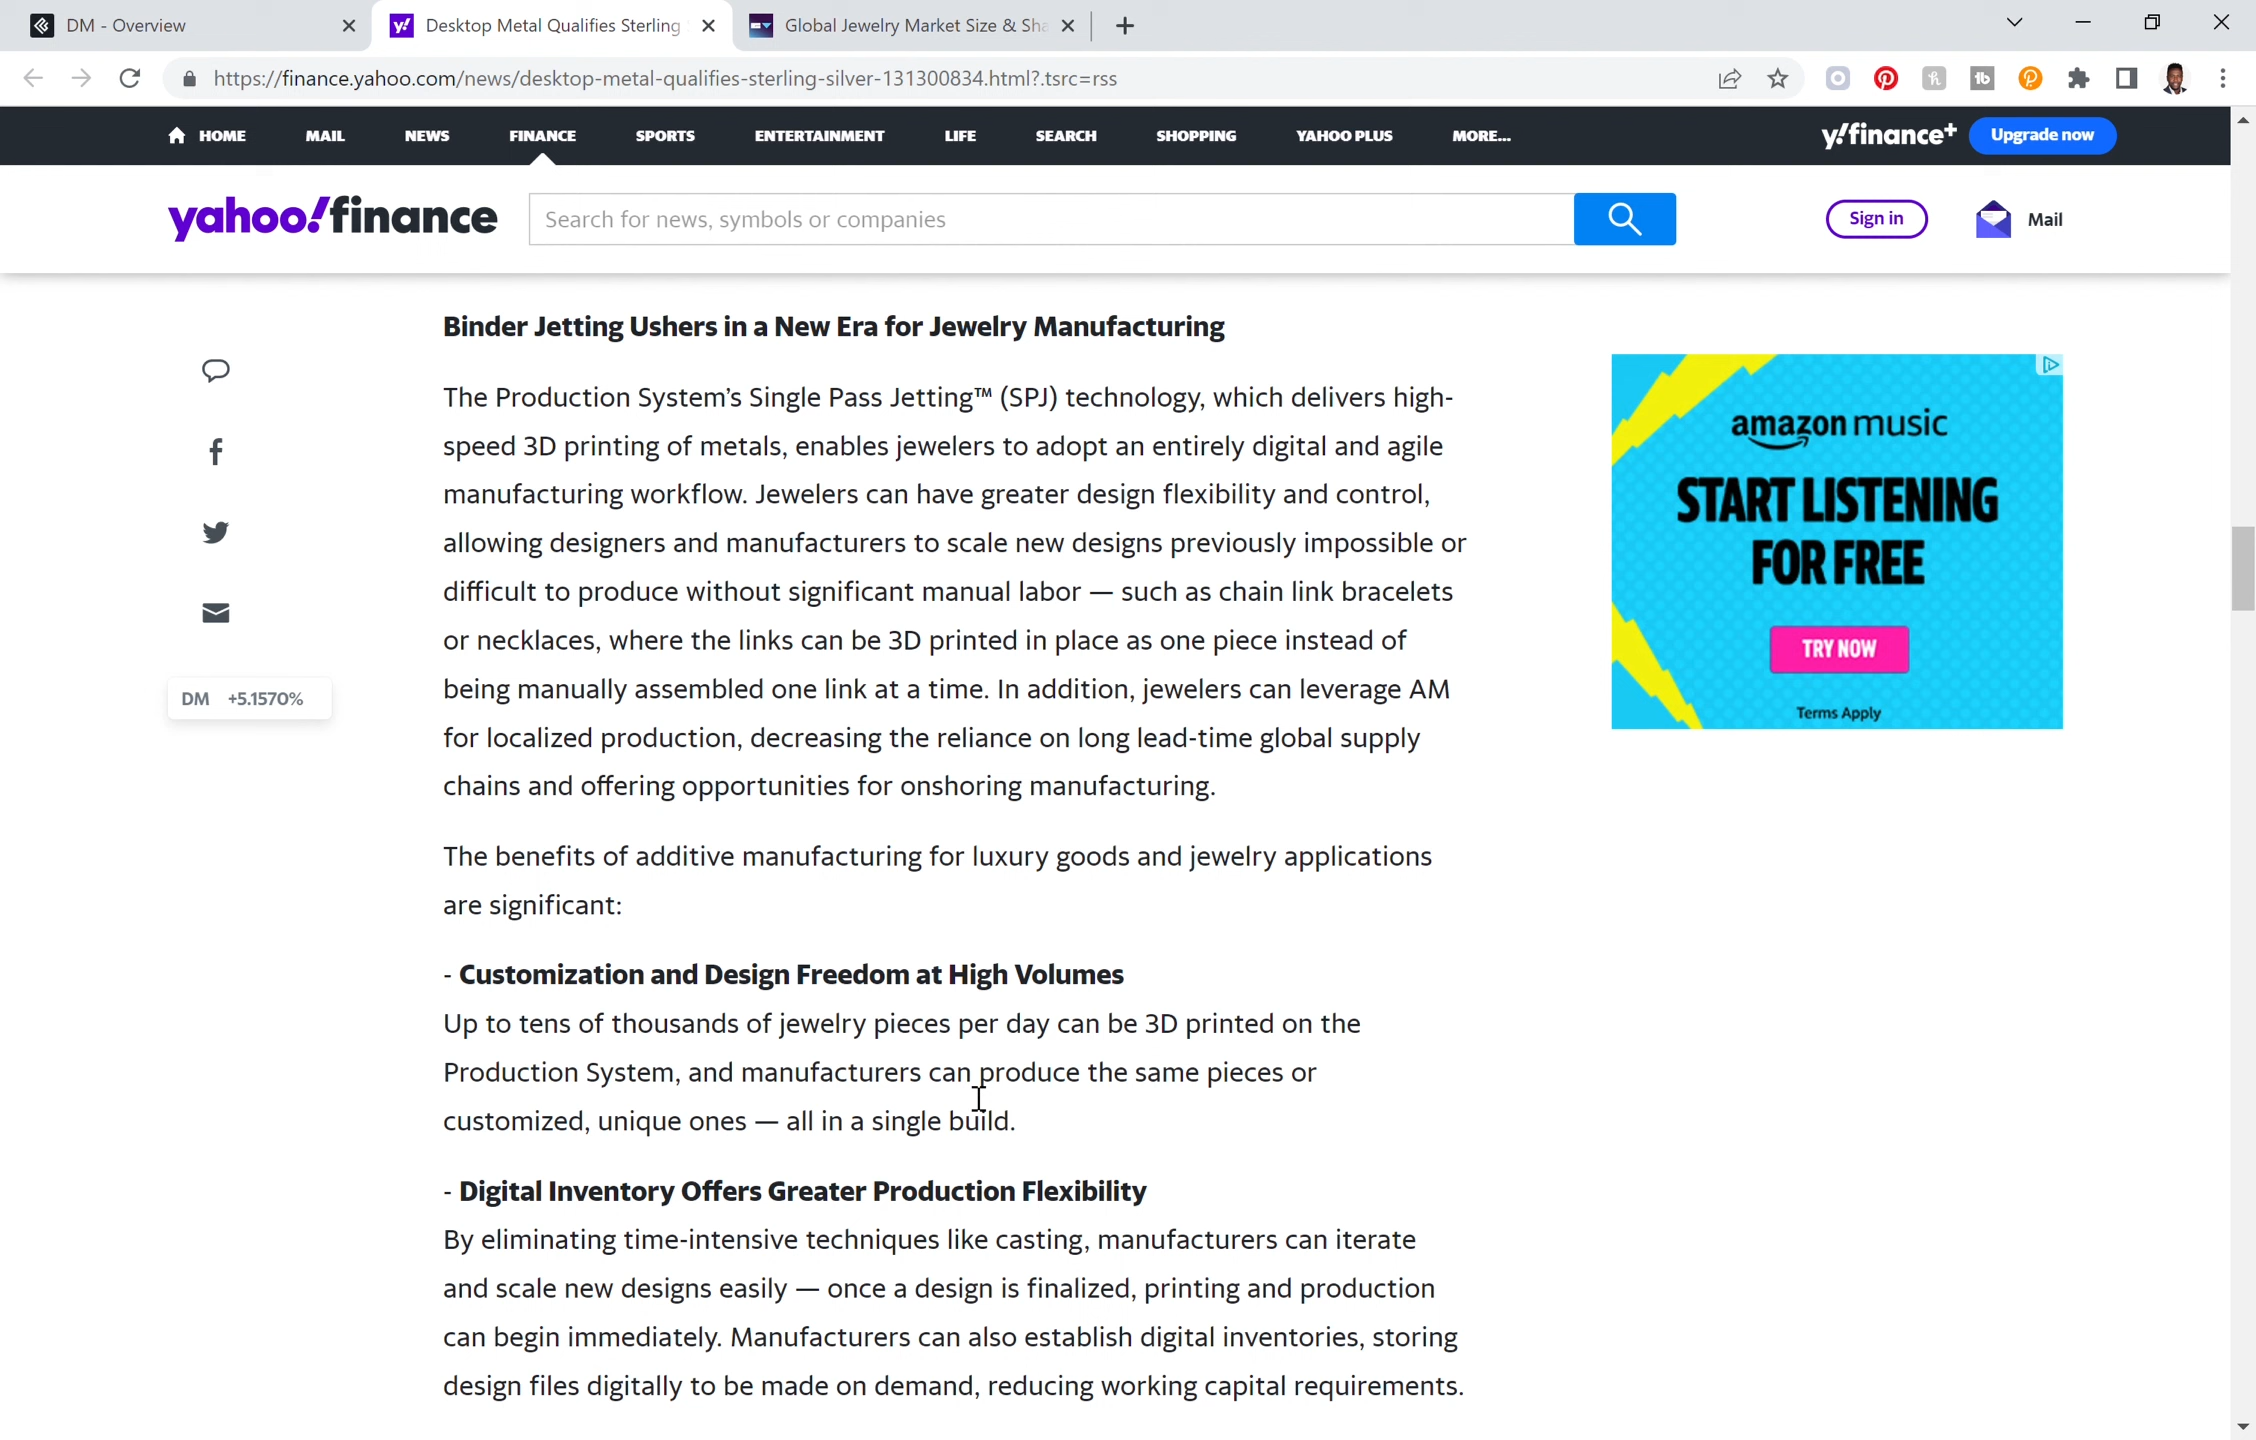 DM - Overview
Desktop Metal Qualifies Sterling
Global Jewelry Market Size & Sha
https://finance.yahoo.com/news/desktop-metal-qualifies-sterling-silver-131300834.html?.tsrc=rss
HOME MAIL NEWS FINANCE SPORTS ENTERTAINMENT LIFE SEARCH SHOPPING YAHOO PLUS MORE...
y!finance+ Upgrade now
yahoo!finance
Search for news, symbols or companies
Sign in
Mail
Binder Jetting Ushers in a New Era for Jewelry Manufacturing
The Production System’s Single Pass Jetting™ (SPJ) technology, which delivers high-
speed 3D printing of metals, enables jewelers to adopt an entirely digital and agile
manufacturing workflow. Jewelers can have greater design flexibility and control,
allowing designers and manufacturers to scale new designs previously impossible or
difficult to produce without significant manual labor — such as chain link bracelets
or necklaces, where the links can be 3D printed in place as one piece instead of
being manually assembled one link at a time. In addition, jewelers can leverage AM
for localized production, decreasing the reliance on long lead-time global supply
chains and offering opportunities for onshoring manufacturing.
The benefits of additive manufacturing for luxury goods and jewelry applications
are significant:
- Customization and Design Freedom at High Volumes
Up to tens of thousands of jewelry pieces per day can be 3D printed on the
Production System, and manufacturers can produce the same pieces or
customized, unique ones — all in a single build.
- Digital Inventory Offers Greater Production Flexibility
By eliminating time-intensive techniques like casting, manufacturers can iterate
and scale new designs easily — once a design is finalized, printing and production
can begin immediately. Manufacturers can also establish digital inventories, storing
design files digitally to be made on demand, reducing working capital requirements.
DM +5.1570%
amazon music
START LISTENING
FOR FREE
TRY NOW
Terms Apply